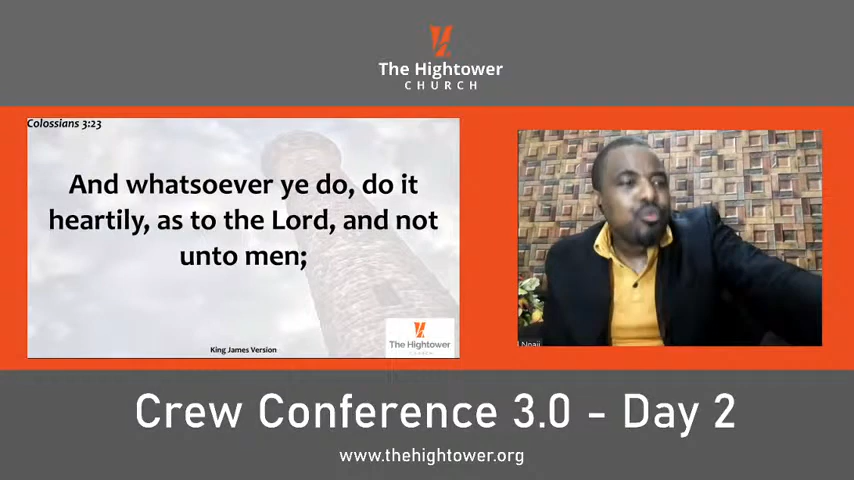 The Hightower
CHURCH
Colossians 3:23
And whatsoever ye do, do it
heartily, as to the Lord, and not
unto men;
King James Version
The Hightower
CHURCH
Crew Conference 3.0 - Day 2
www.thehightower.org